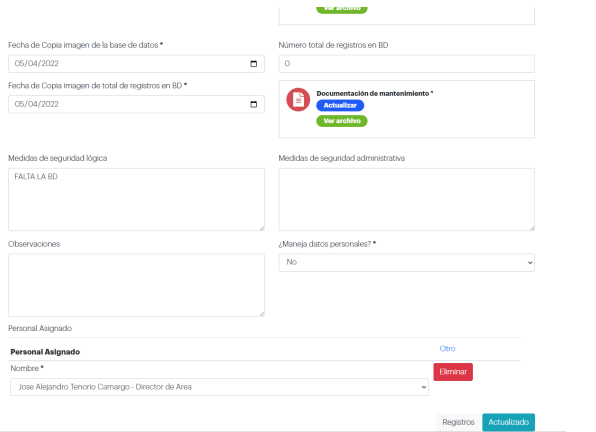 Ver archivo
Fecha de Copia imagen de la base de datos *
Número total de registros en BD
05/04/2022
0
Fecha de Copia imagen de total de registros en BD *
05/04/2022
Documentación de mantenimiento *
Actualizar
Ver archivo
Medidas de seguridad lógica
Medidas de seguridad administrativa
FALTA LA BD
Observaciones
¿Maneja datos personales? *
No
Personal Asignado
Personal Asignado
Otro
Nombre *
Eliminar
Jose Alejandro Tenorio Camargo - Director de Area
Registros
Actualizado